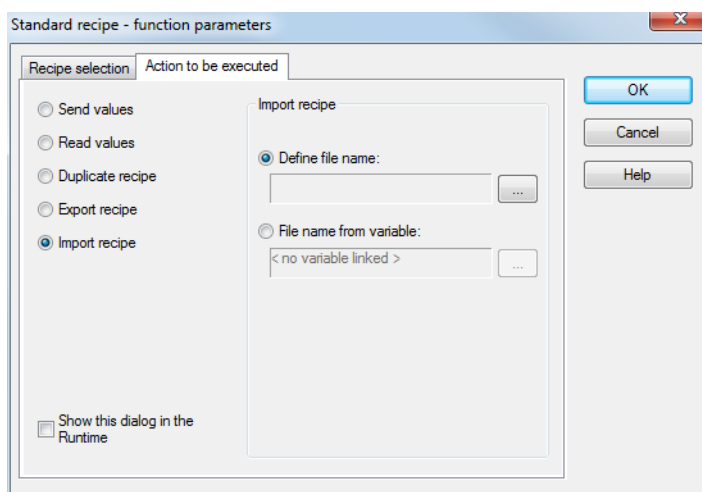 Standard recipe - function parameters
X
Recipe selection
Action to be executed
Send values
Read values
Duplicate recipe
Export recipe
Import recipe
Show this dialog in the
Runtime
Import recipe
Define file name:
...
File name from variable:
< no variable linked >
...
OK
Cancel
Help